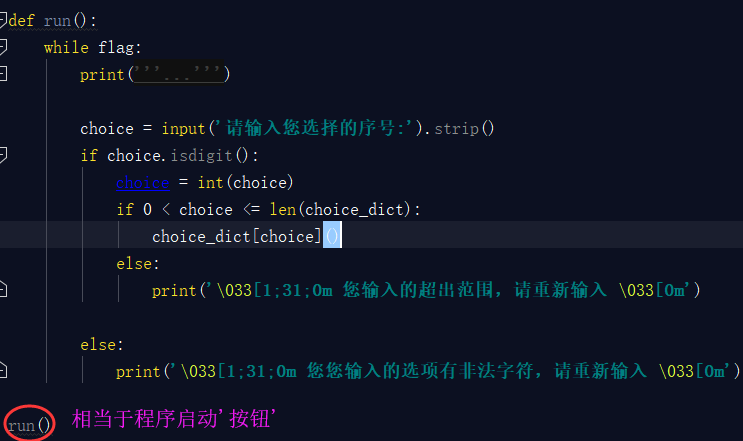 def run():
while flag:
print('''...''')
choice = input('请输入您选择的序号:').strip()
if choice.isdigit():
choice = int(choice)
if 0 < choice <= len(choice_dict):
choice_dict[choice]()
else:
print('\033[1;31;0m 您输入的超出范围，请重新输入 \033[0m')
else:
print('\033[1;31;0m 您您输入的选项有非法字符，请重新输入 \033[0m')
run() 相当于程序启动'按钮'